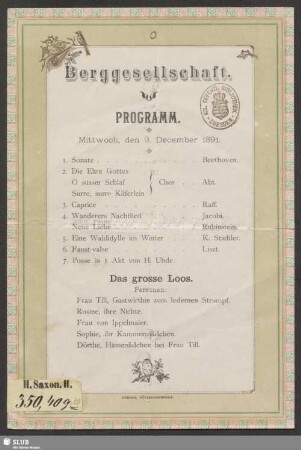 Berggesellschaft.
PROGRAMM.
Mittwoch, den 9. December 1891.
1. Sonate . . . . . . . . Beethoven.
2. Die Ehre Gottes
O süsser Schlaf } Chor . . Abt.
Surre, surre Käferlein
3. Caprice . . . . . . . . Raff.
4. Wanderers Nachtlied . . . . Jacobi.
Neue Liebe . . . . . . Rubinstein.
5. Eine Waldidylle im Winter . . K. Stiehler.
6. Faust-valse . . . . . . . Liszt.
7. Posse in 1 Akt von H. Uhde.
Das grosse Loos.
Personen:
Frau Till, Gastwirthin zum ledernen Strumpf.
Rosine, ihre Nichte.
Frau von Ippelmaier.
Sophie, ihr Kammermädchen.
Dörthe, Hausmädchen bei Frau Till.
H. Saxon. H.
350,409
SLUB